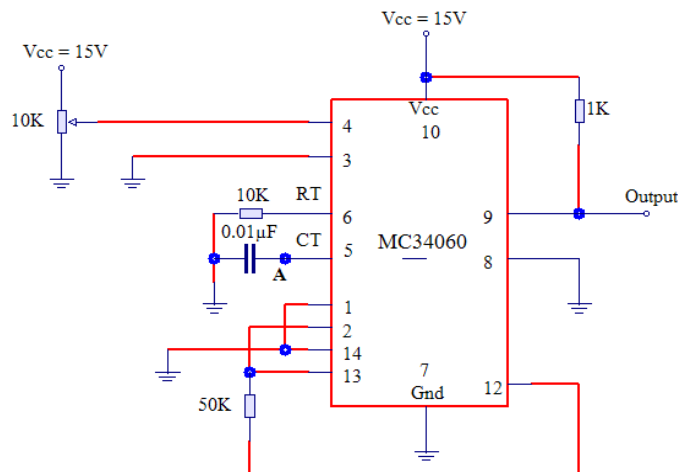 Vcc = 15V
Vcc = 15V
10K
4
Vcc
10
1K
3
10K
RT
6
9
Output
0.01µF
CT
5
MC34060
8
A
1
2
14
13
7
Gnd
12
50K